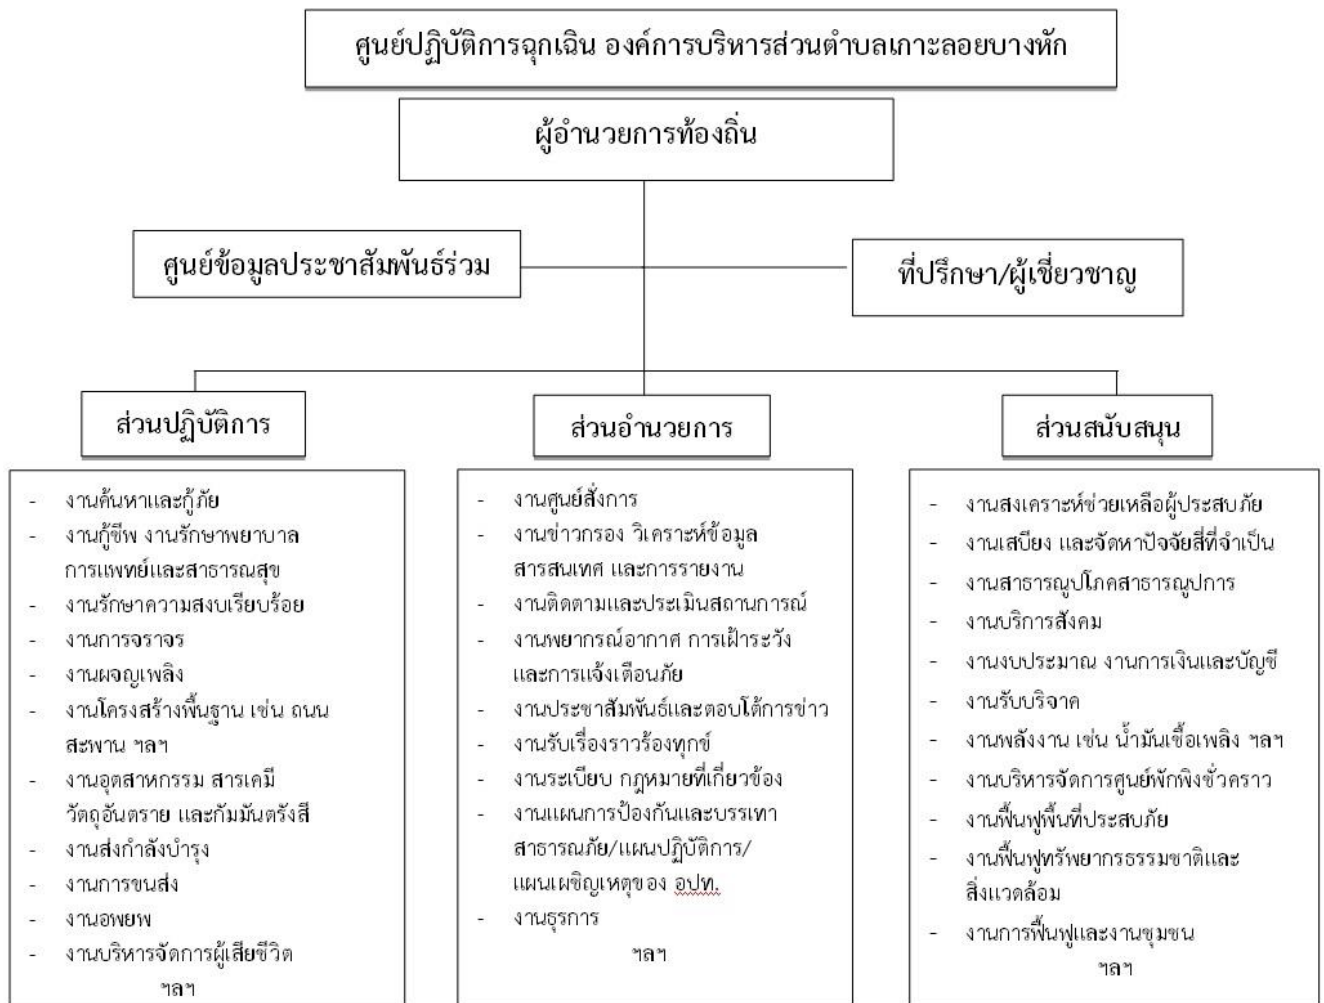 ศูนย์ปฏิบัติการฉุกเฉิน องค์การบริหารส่วนตำบลเกาะลอยบางหัก
ผู้อำนวยการท้องถิ่น
ศูนย์ข้อมูลประชาสัมพันธ์ร่วม
ที่ปรึกษา/ผู้เชี่ยวชาญ
ส่วนปฏิบัติการ
- งานค้นหาและกู้ภัย
- งานกู้ชีพ งานรักษาพยาบาล
การแพทย์และสาธารณสุข
- งานรักษาความสงบเรียบร้อย
- งานการจราจร
- งานผจญเพลิง
- งานโครงสร้างพื้นฐาน เช่น ถนน
สะพาน ฯลฯ
- งานอุตสาหกรรม สารเคมี
วัตถุอันตราย และกัมมันตรังสี
- งานส่งกำลังบำรุง
- งานการขนส่ง
- งานอพยพ
- งานบริหารจัดการผู้เสียชีวิต
ฯลฯ
ส่วนอำนวยการ
- งานศูนย์สั่งการ
- งานข่าวกรอง วิเคราะห์ข้อมูล
สารสนเทศ และการรายงาน
- งานติดตามและประเมินสถานการณ์
- งานพยากรณ์อากาศ การเฝ้าระวัง
และการแจ้งเตือนภัย
- งานประชาสัมพันธ์และตอบโต้การข่าว
- งานรับเรื่องราวร้องทุกข์
- งานระเบียบ กฎหมายที่เกี่ยวข้อง
- งานแผนการป้องกันและบรรเทา
สาธารณภัย/แผนปฏิบัติการ/
แผนเผชิญเหตุของ อปท.
- งานธุรการ
ฯลฯ
ส่วนสนับสนุน
- งานสงเคราะห์ช่วยเหลือผู้ประสบภัย
- งานเสบียง และจัดหาปัจจัยสี่ที่จำเป็น
- งานสาธารณูปโภคสาธารณูปการ
- งานบริการสังคม
- งานงบประมาณ งานการเงินและบัญชี
- งานรับบริจาค
- งานพลังงาน เช่น น้ำมันเชื้อเพลิง ฯลฯ
- งานบริหารจัดการศูนย์พักพิงชั่วคราว
- งานฟื้นฟูพื้นที่ประสบภัย
- งานฟื้นฟูทรัพยากรธรรมชาติและ
สิ่งแวดล้อม
- งานการฟื้นฟูและงานชุมชน
ฯลฯ